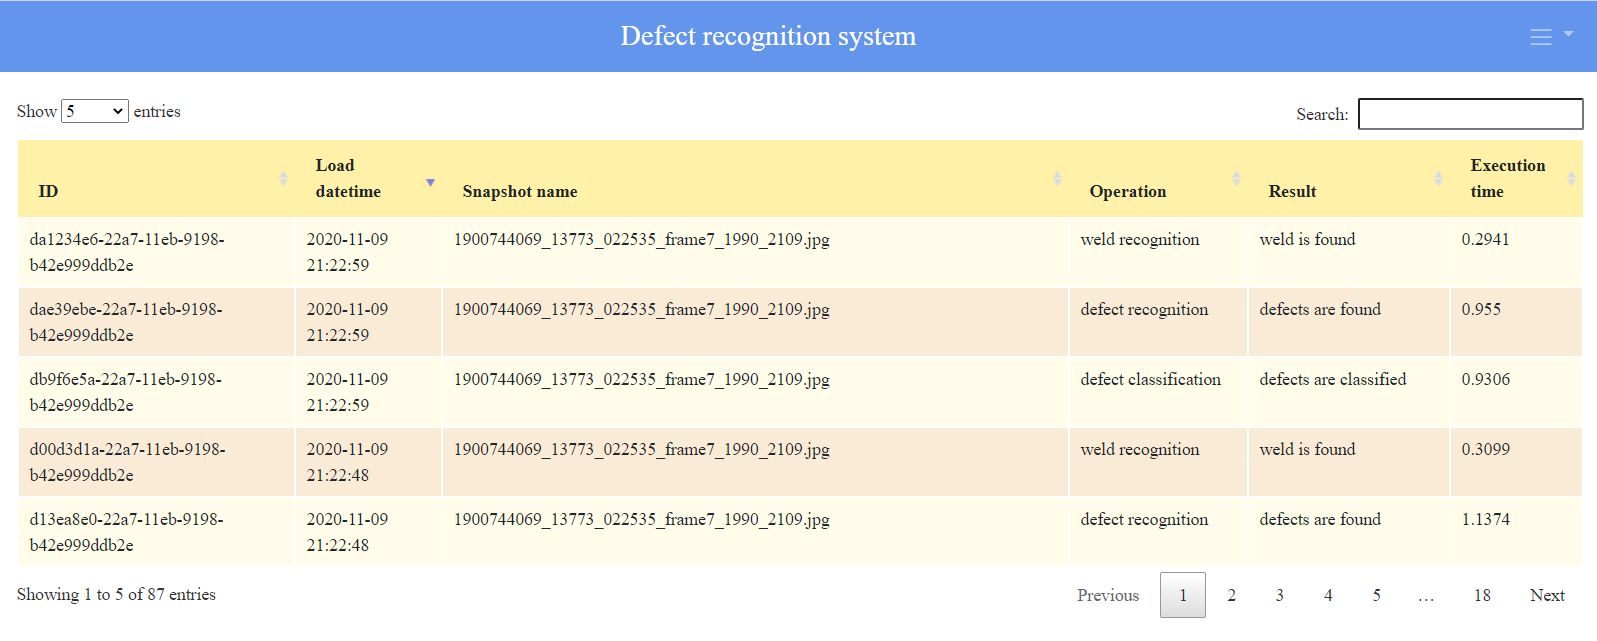 Defect recognition system
Show 5 entries
Search:
ID Load datetime Snapshot name Operation Result Execution time
da1234e6-22a7-11eb-9198-b42e999ddb2e 2020-11-09 21:22:59 1900744069_13773_022535_frame7_1990_2109.jpg weld recognition weld is found 0.2941
dae39ebe-22a7-11eb-9198-b42e999ddb2e 2020-11-09 21:22:59 1900744069_13773_022535_frame7_1990_2109.jpg defect recognition defects are found 0.955
db9f6e5a-22a7-11eb-9198-b42e999ddb2e 2020-11-09 21:22:59 1900744069_13773_022535_frame7_1990_2109.jpg defect classification defects are classified 0.9306
d00d3d1a-22a7-11eb-9198-b42e999ddb2e 2020-11-09 21:22:48 1900744069_13773_022535_frame7_1990_2109.jpg weld recognition weld is found 0.3099
d13ea8e0-22a7-11eb-9198-b42e999ddb2e 2020-11-09 21:22:48 1900744069_13773_022535_frame7_1990_2109.jpg defect recognition defects are found 1.1374
Showing 1 to 5 of 87 entries
Previous 1 2 3 4 5 … 18 Next